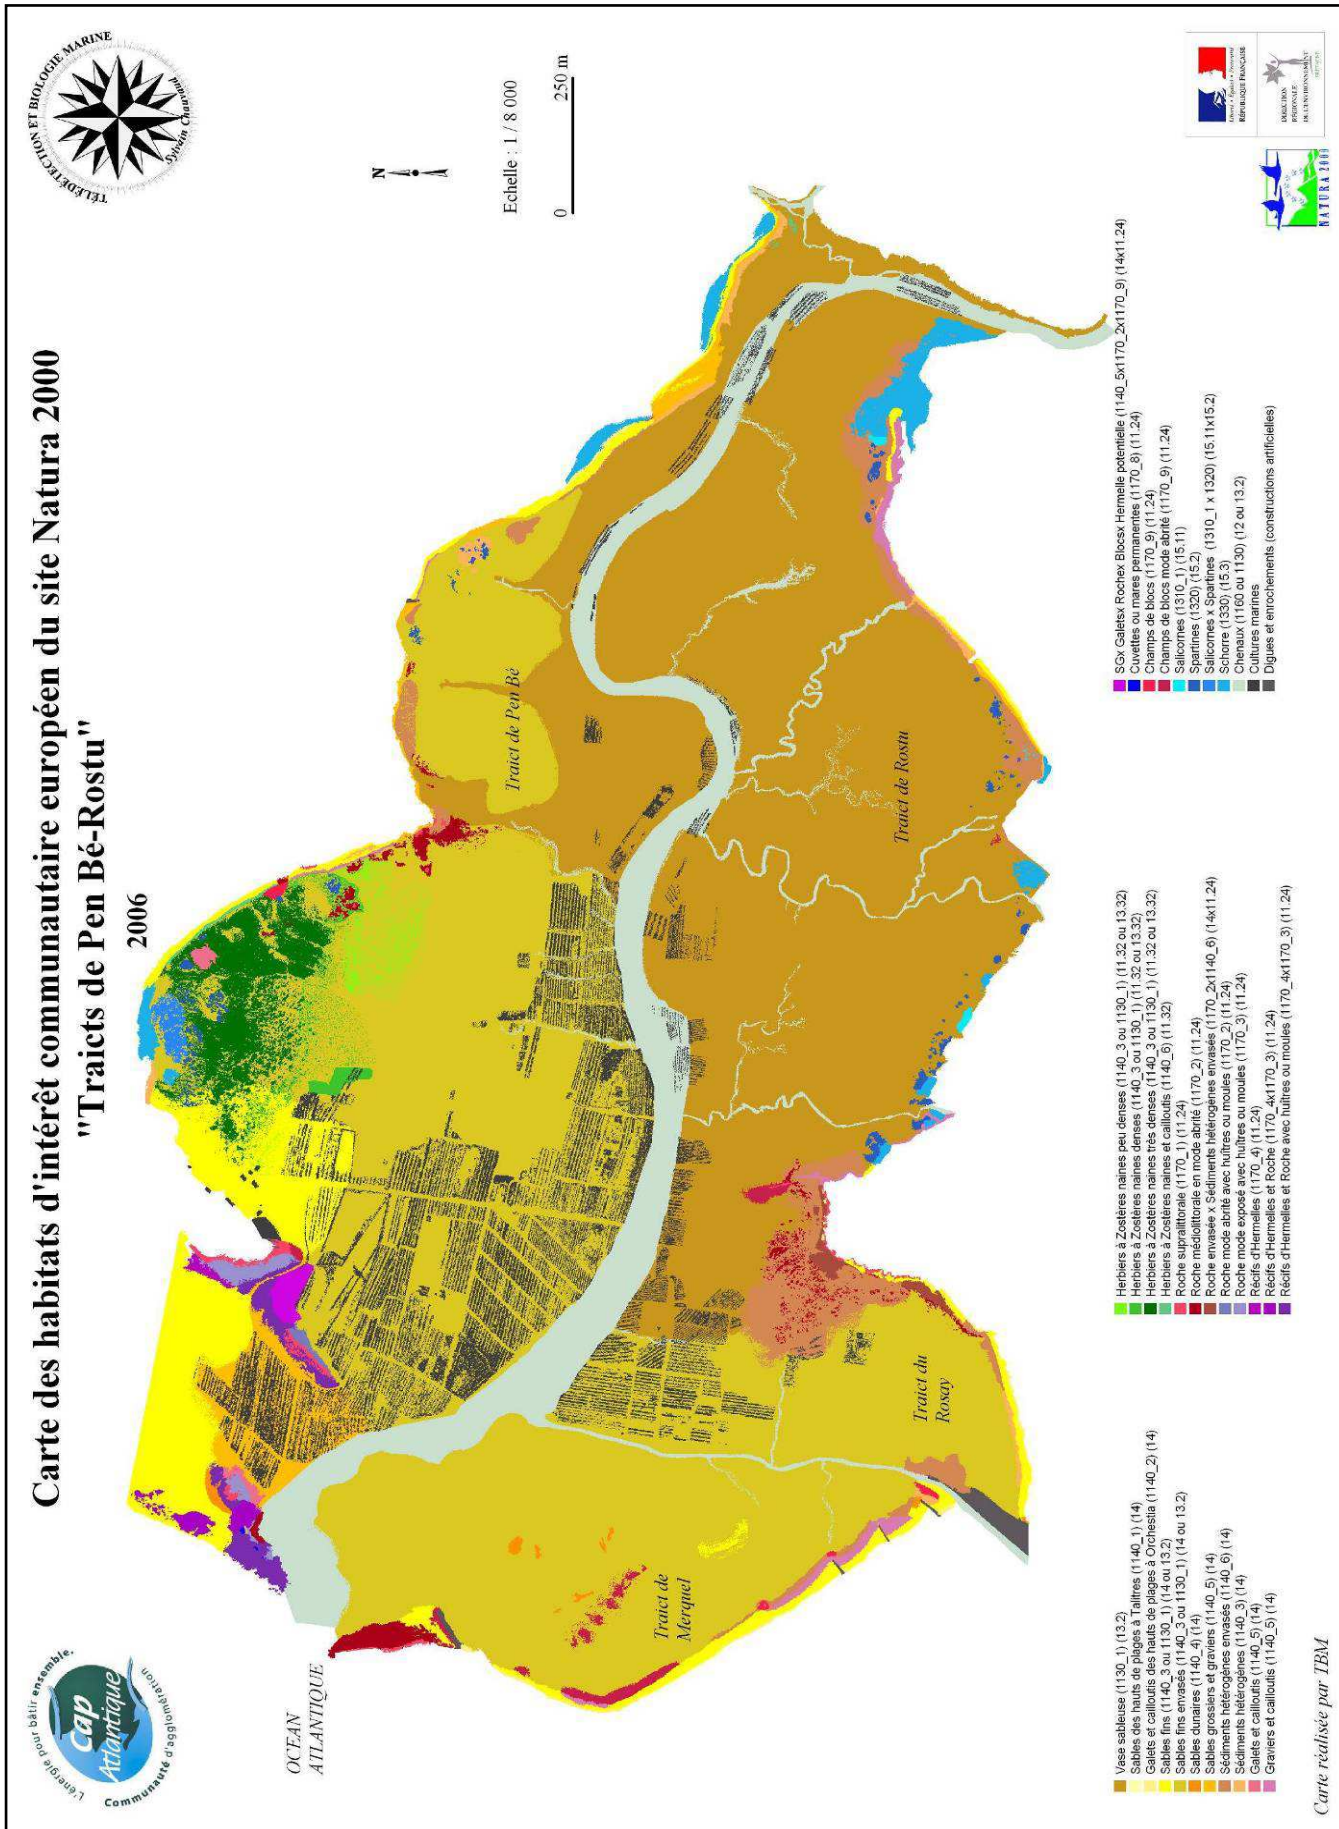 Carte des habitats d'intérêt communautaire européen du site Natura 2000
"Traicts de Pen Bé-Rostu"
2006
L'énergie pour bâtir ensemble.
Cap
Atlantique
Communauté d'agglomération
TÉLÉDÉTECTION ET BIOLOGIE MARINE
Sylvain Chauvaud
N
Echelle : 1 / 8 000
0
250 m
OCEAN
ATLANTIQUE
Traict de
Merquel
Traict du
Rosay
Traict de Pen Bé
Traict de Rostu
Vase sableuse (1130_1) (13.2)
Sables des hauts de plages à Talitres (1140_1) (14)
Galets et cailloutis des hauts de plages à Orchestia (1140_2) (14)
Sables fins (1140_3 ou 1130_1) (14 ou 13.2)
Sables fins envasés (1140_3 ou 1130_1) (14 ou 13.2)
Sables dunaires (1140_4) (14)
Sables grossiers et graviers (1140_5) (14)
Sédiments hétérogènes envasés (1140_6) (14)
Sédiments hétérogènes (1140_3) (14)
Galets et cailloutis (1140_5) (14)
Graviers et cailloutis (1140_5) (14)
Herbiers à Zostères naines peu denses (1140_3 ou 1130_1) (11.32 ou 13.32)
Herbiers à Zostères naines denses (1140_3 ou 1130_1) (11.32 ou 13.32)
Herbiers à Zostères naines très denses (1140_3 ou 1130_1) (11.32 ou 13.32)
Herbiers à Zostères naines et cailloutis (1140_6) (11.32)
Roche supralittorale (1170_1) (11.24)
Roche médiolittorale en mode abrité (1170_2) (11.24)
Roche envasée x Sédiments hétérogènes envasés (1170_2x1140_6) (14x11.24)
Roche mode abrité avec huîtres ou moules (1170_2) (11.24)
Roche mode exposé avec huîtres ou moules (1170_3) (11.24)
Récifs d'Hermelles (1170_4) (11.24)
Récifs d'Hermelles et Roche (1170_4x1170_3) (11.24)
Récifs d'Hermelles et Roche avec huîtres ou moules (1170_4x1170_3) (11.24)
SGx Galetsx Rochex Blocsx Hermelle potentielle (1140_5x1170_2x1170_9) (14x11.24)
Cuvettes ou mares permanentes (1170_8) (11.24)
Champs de blocs (1170_9) (11.24)
Champs de blocs mode abrité (1170_9) (11.24)
Salicornes (1310_1) (15.11)
Spartines (1320) (15.2)
Salicornes x Spartines (1310_1 x 1320) (15.11x15.2)
Schorre (1330) (15.3)
Chenaux (1160 ou 1130) (12 ou 13.2)
Cultures marines
Digues et enrochements (constructions artificielles)
Carte réalisée par TBM
NATURA 2000
Liberté • Égalité • Fraternité
RÉPUBLIQUE FRANÇAISE
DIRECTION
RÉGIONALE
DE L'ENVIRONNEMENT